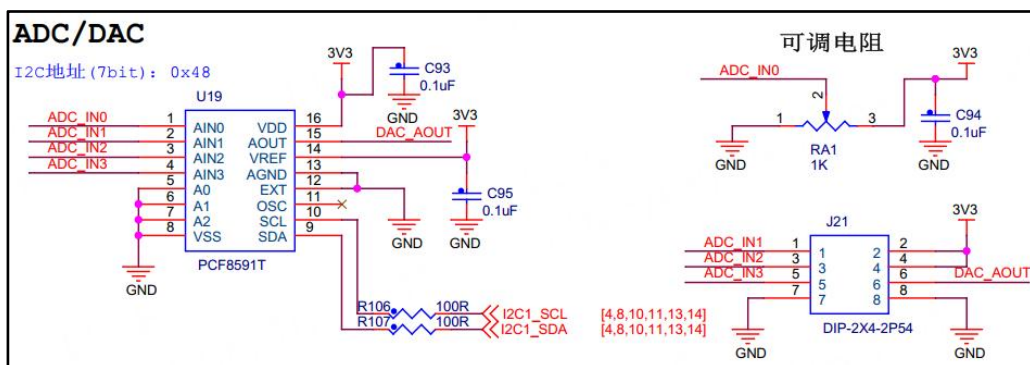 ADC/DAC
I2C地址(7bit): 0x48
U19
ADC_IN0 1 AIN0 VDD 16
ADC_IN1 2 AIN1 AOUT 15 DAC_AOUT
ADC_IN2 3 AIN2 VREF 14
ADC_IN3 4 AIN3 AGND 13
5 A0 EXT 12
6 A1 OSC 11
7 A2 SCL 10
8 VSS SDA 9
PCF8591T
GND
3V3
C93
0.1uF
GND
3V3
C95
0.1uF
GND
GND
R106 100R I2C1_SCL [4,8,10,11,13,14]
R107 100R I2C1_SDA [4,8,10,11,13,14]
可调电阻
ADC_IN0
2
1
3
RA1
1K
GND
3V3
C94
0.1uF
GND
J21
3V3
ADC_IN1 1 1 2 2
ADC_IN2 3 3 4 4
ADC_IN3 5 5 6 6 DAC_AOUT
7 7 8 8
DIP-2X4-2P54
GND
GND